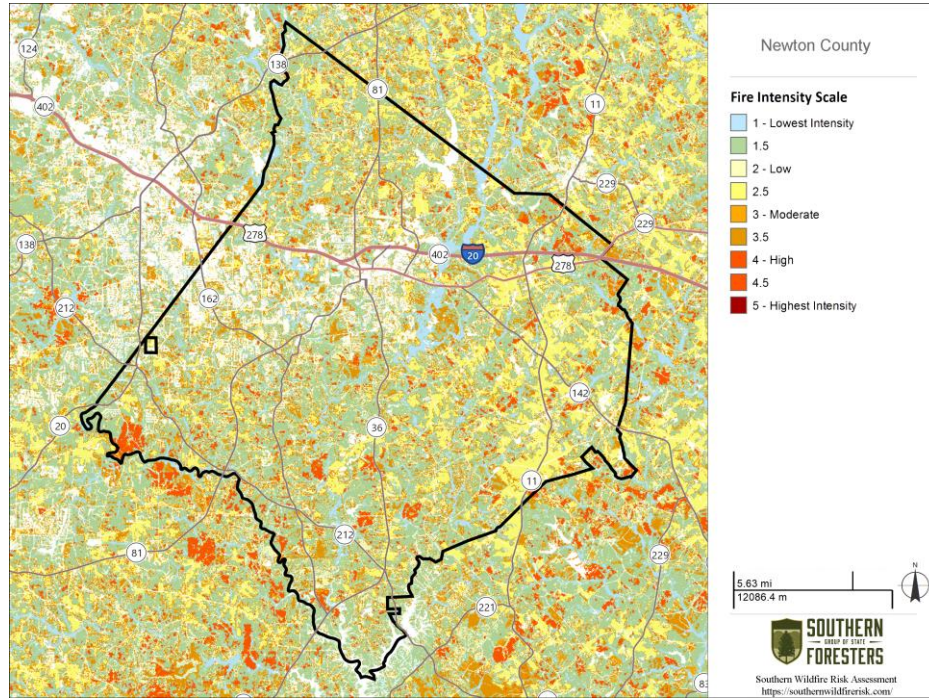 124
138
402
81
11
229
229
278
402
20
278
138
162
212
142
20
36
11
81
212
229
221
83
Newton County
Fire Intensity Scale
1 - Lowest Intensity
1.5
2 - Low
2.5
3 - Moderate
3.5
4 - High
4.5
5 - Highest Intensity
5.63 mi
12086.4 m
N
SOUTHERN
GROUP OF STATE
FORESTERS
Southern Wildfire Risk Assessment
https://southernwildfirerisk.com/